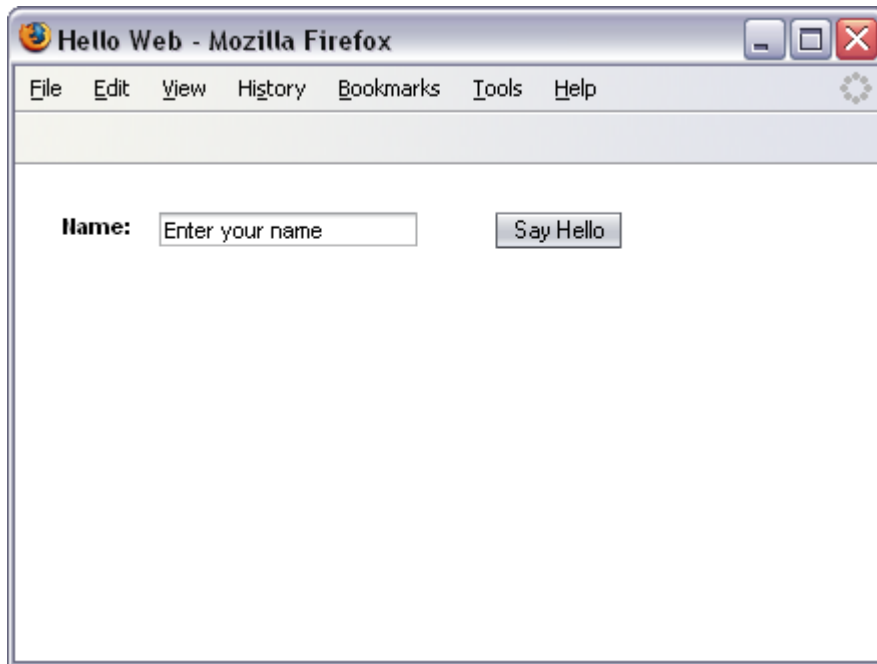 Hello Web - Mozilla Firefox
File Edit View History Bookmarks Tools Help
Name: Enter your name Say Hello